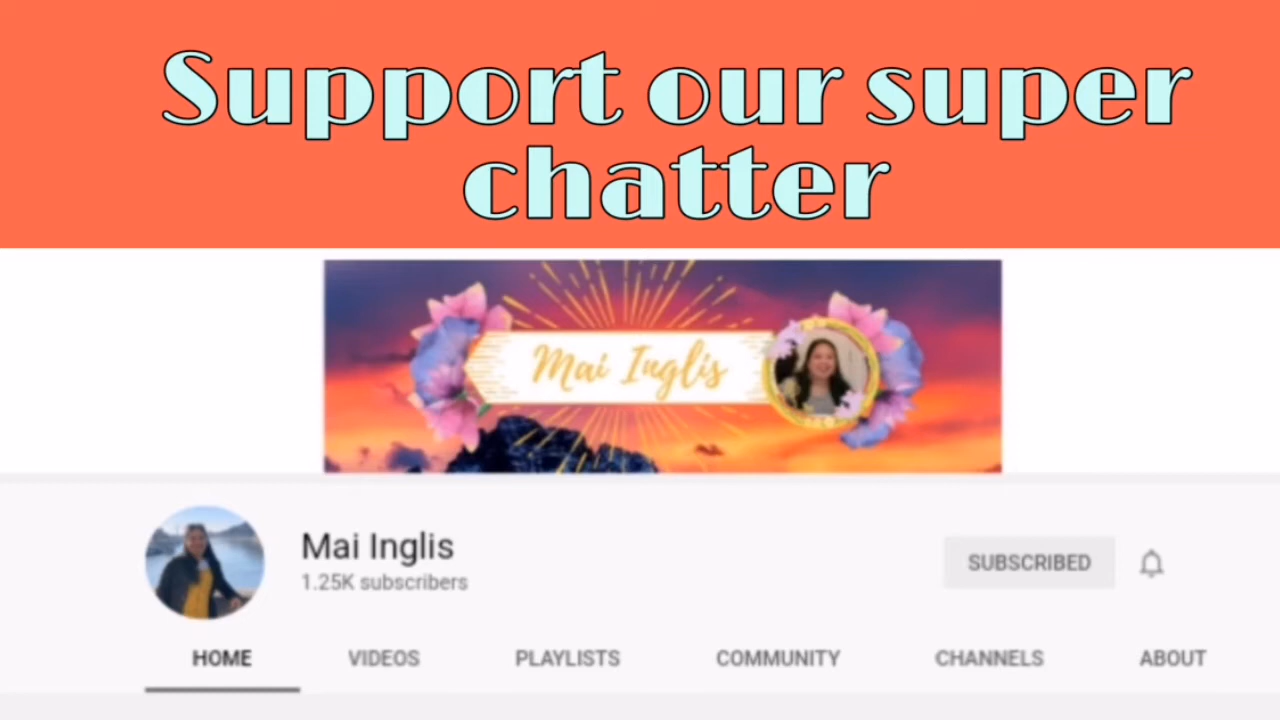 Support our super
chatter
Mai Inglis
Mai Inglis
1.25K subscribers
SUBSCRIBED
HOME VIDEOS PLAYLISTS COMMUNITY CHANNELS ABOUT